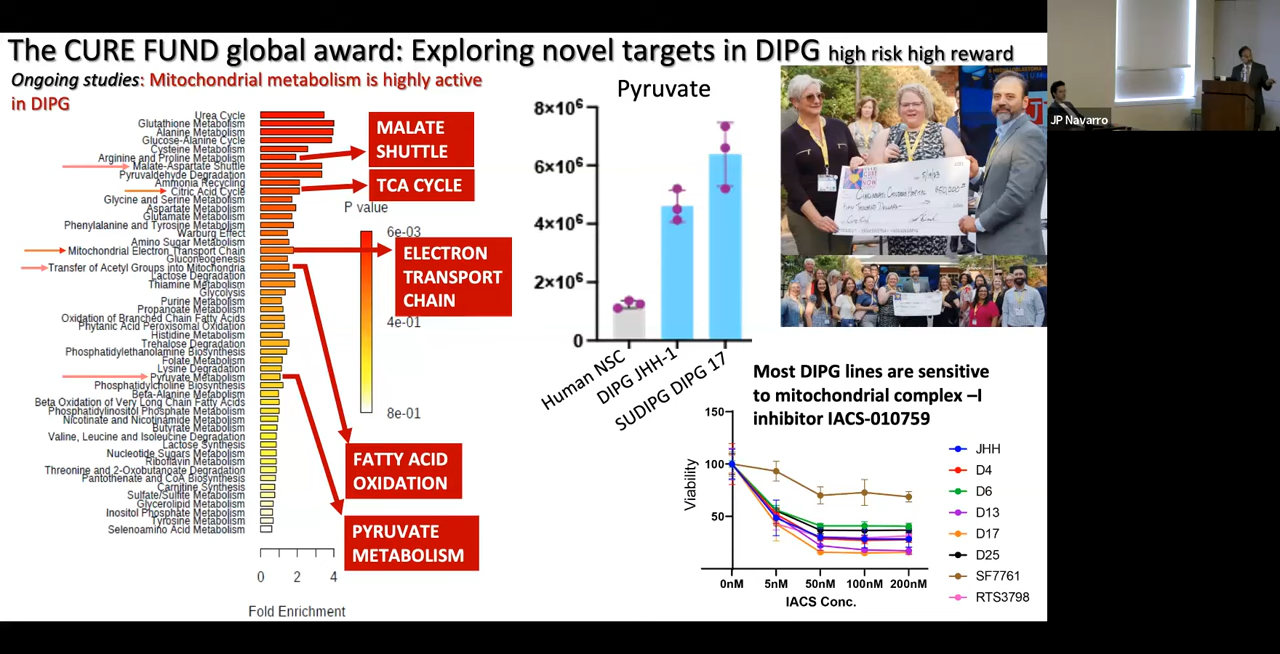 The CURE FUND global award: Exploring novel targets in DIPG high risk high reward
Ongoing studies: Mitochondrial metabolism is highly active
in DIPG
Urea Cycle
Glutathione Metabolism
Alanine Metabolism
Glucose-Alanine Cycle
Cysteine Metabolism
Arginine and Proline Metabolism
Malate-Aspartate Shuttle
Pyruvaldehyde Degradation
Ammonia Recycling
Citric Acid Cycle
Glycine and Serine Metabolism
Aspartate Metabolism
Glutamate Metabolism
Phenylalanine and Tyrosine Metabolism
Warburg Effect
Amino Sugar Metabolism
Mitochondrial Electron Transport Chain
Gluconeogenesis
Transfer of Acetyl Groups into Mitochondria
Lactose Degradation
Thiamine Metabolism
Glycolysis
Purine Metabolism
Propanoate Metabolism
Oxidation of Branched Chain Fatty Acids
Phytanic Acid Peroxisomal Oxidation
Histidine Metabolism
Trehalose Degradation
Phosphatidylethanolamine Biosynthesis
Folate Metabolism
Lysine Degradation
Pyruvate Metabolism
Phosphatidylcholine Biosynthesis
Beta-Alanine Metabolism
Beta Oxidation of Very Long Chain Fatty Acids
Phosphatidylinositol Phosphate Metabolism
Nicotinate and Nicotinamide Metabolism
Butyrate Metabolism
Valine, Leucine and Isoleucine Degradation
Lactose Synthesis
Nucleotide Sugars Metabolism
Riboflavin Metabolism
Threonine and 2-Oxobutanoate Degradation
Pantothenate and CoA Biosynthesis
Carnitine Synthesis
Sulfate/Sulfite Metabolism
Glycerolipid Metabolism
Inositol Phosphate Metabolism
Tyrosine Metabolism
Selenoamino Acid Metabolism
0 2 4
Fold Enrichment
MALATE
SHUTTLE
TCA CYCLE
P value
6e-03
4e-01
8e-01
ELECTRON
TRANSPORT
CHAIN
FATTY ACID
OXIDATION
PYRUVATE
METABOLISM
Pyruvate
8×10⁶
6×10⁶
4×10⁶
2×10⁶
0
Human NSC
DIPG JHH-1
SUDIPG DIPG 17
Most DIPG lines are sensitive
to mitochondrial complex –I
inhibitor IACS-010759
Viability
150
100
50
0nM 5nM 50nM 100nM 200nM
IACS Conc.
JHH
D4
D6
D13
D17
D25
SF7761
RTS3798
JP Navarro